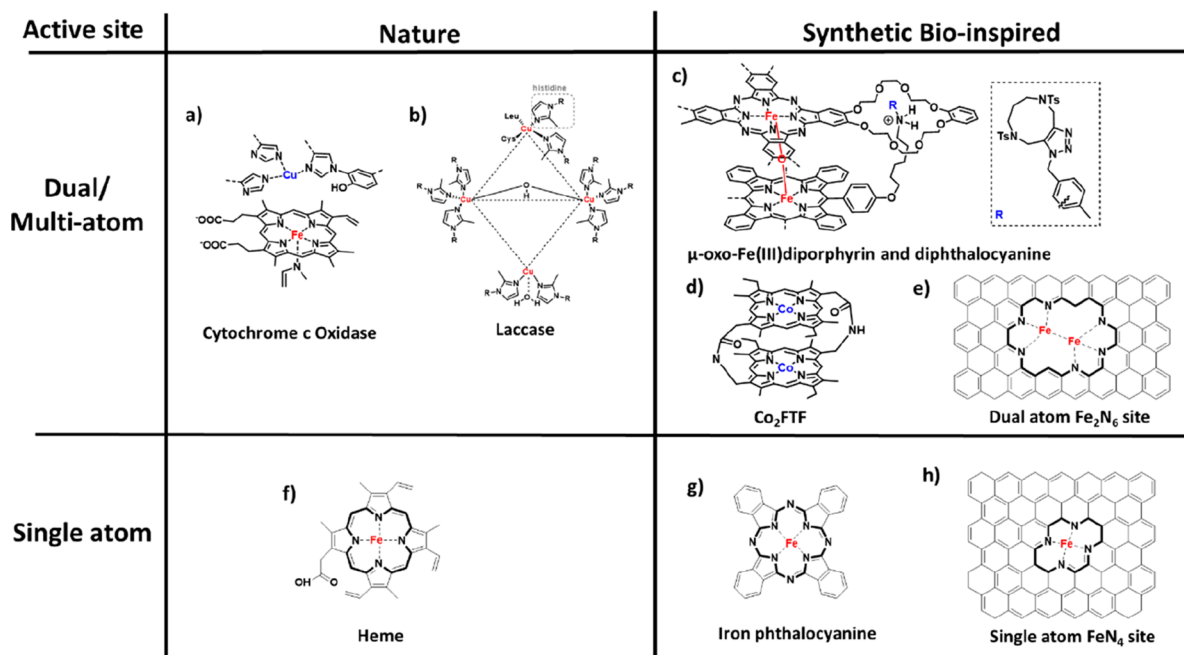 Active site
Nature
Synthetic Bio-inspired
Dual/
Multi-atom
a)
Cu
N
N
N
N
N
HO
-OOC
-OOC
N
N
Fe
N
N
N
Cytochrome c Oxidase
b)
histidine
Leu
Cys
Cu
R
N
N
R
O
H
Cu
Cu
R
R
R
R
Cu
R
R
H
O
H
Laccase
c)
Fe
O
Fe
N
N
N
N
O
O
O
O
O
O
O
R
N
H
H
⊕
O
NTs
TsN
N
N
N
R
μ-oxo-Fe(III)diporphyrin and diphthalocyanine
d)
Co
N
N
N
N
O
NH
O
N
Co
N
N
N
N
Co₂FTF
e)
N
N
N
N
N
N
Fe
Fe
Dual atom Fe₂N₆ site
Single atom
f)
N
N
Fe
N
N
OH
O
Heme
g)
N
N
N
N
Fe
N
N
N
N
Iron phthalocyanine
h)
N
N
Fe
N
N
Single atom FeN₄ site